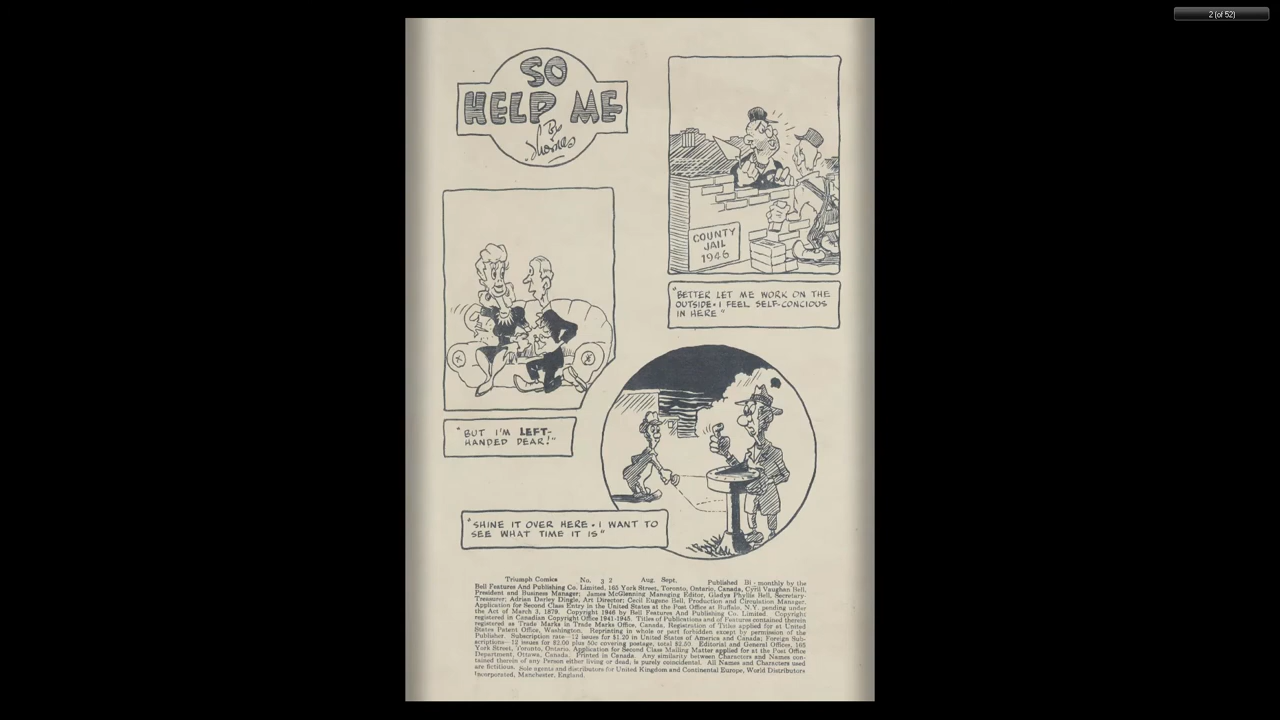 2 (of 52)
SO
HELP ME
By
Thomas
COUNTY
JAIL
1946
"BETTER LET ME WORK ON THE
OUTSIDE • I FEEL SELF-CONCIOUS
IN HERE"
"BUT I'M LEFT-
HANDED DEAR!"
"SHINE IT OVER HERE • I WANT TO
SEE WHAT TIME IT IS"
Triumph Comics No. 32 Aug. Sept. Published Bi-monthly by the
Bell Features And Publishing Co. Limited, 165 York Street, Toronto, Ontario, Canada, Cyril Vaughan Bell,
President and Business Manager; James McGlenning Managing Editor, Gladys Phyllis Bell, Secretary-
Treasurer; Adrian Darley Dingle, Art Director; Cecil Eugene Bell, Production and Circulation Manager.
Application for Second Class Entry in the United States at the Post Office at Buffalo, N.Y. pending under
the Act of March 3, 1879. Copyright 1946 by Bell Features And Publishing Co. Limited. Copyright
registered in Canadian Copyright Office 1941-1945. Titles of Publications and of Features contained therein
registered as Trade Marks in Trade Marks Office, Canada, Registration of Titles applied for at United
States Patent Office, Washington. Reprinting in whole or part forbidden except by permission of the
Publisher. Subscription rate—12 issues for $1.20 in United States of America and Canada; Foreign Sub-
scriptions—12 issues for $2.00 plus 50c covering postage, total $2.50. Editorial and General Offices, 165
York Street, Toronto, Ontario. Application for Second Class Mailing Matter applied for at the Post Office
Department, Ottawa, Canada. Printed in Canada. Any similarity between Characters and Names con-
tained therein of any Person either living or dead, is purely coincidental. All Names and Characters used
are fictitious. Sole agents and distributors for United Kingdom and Continental Europe, World Distributors
Incorporated, Manchester, England.